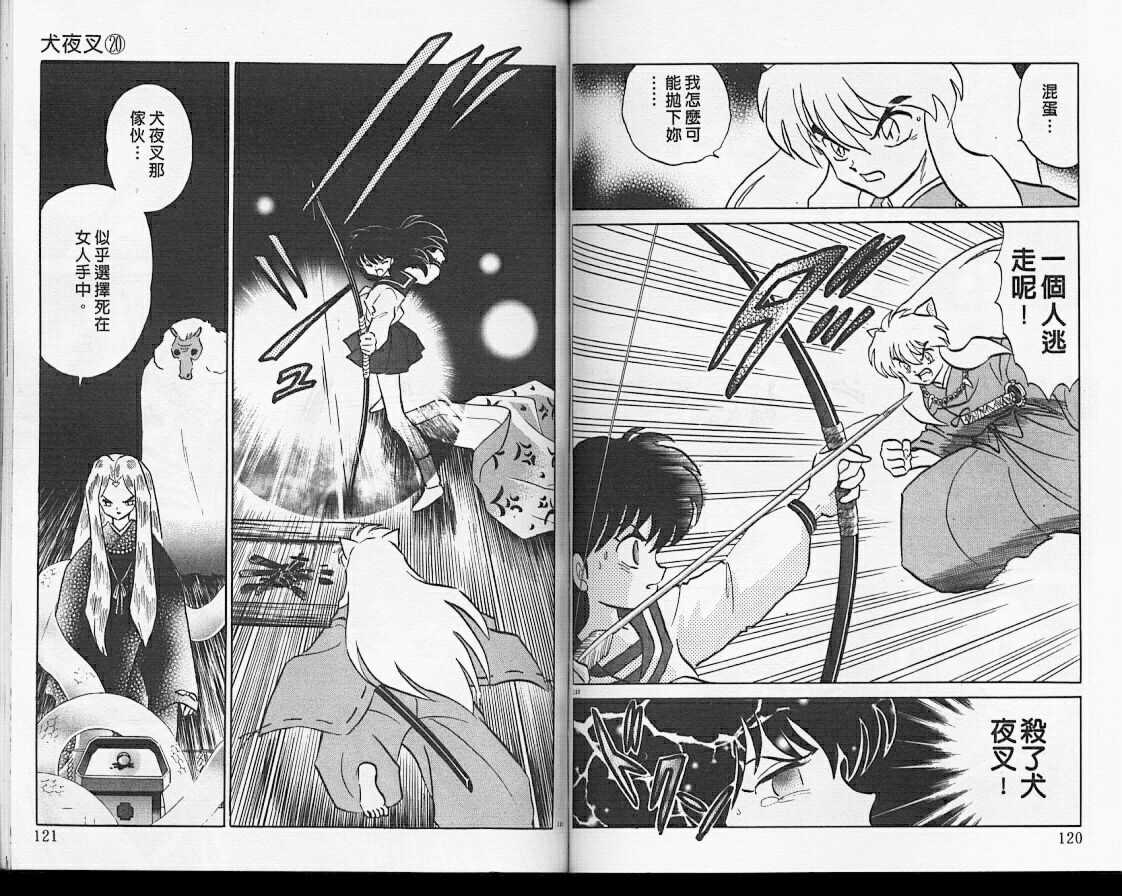 混蛋…
我怎麼可
能拋下妳
……
一個人逃
走呢！
殺了犬
夜叉！
120
犬夜叉⑳
犬夜叉那
傢伙…
似乎選擇死在
女人手中。
121